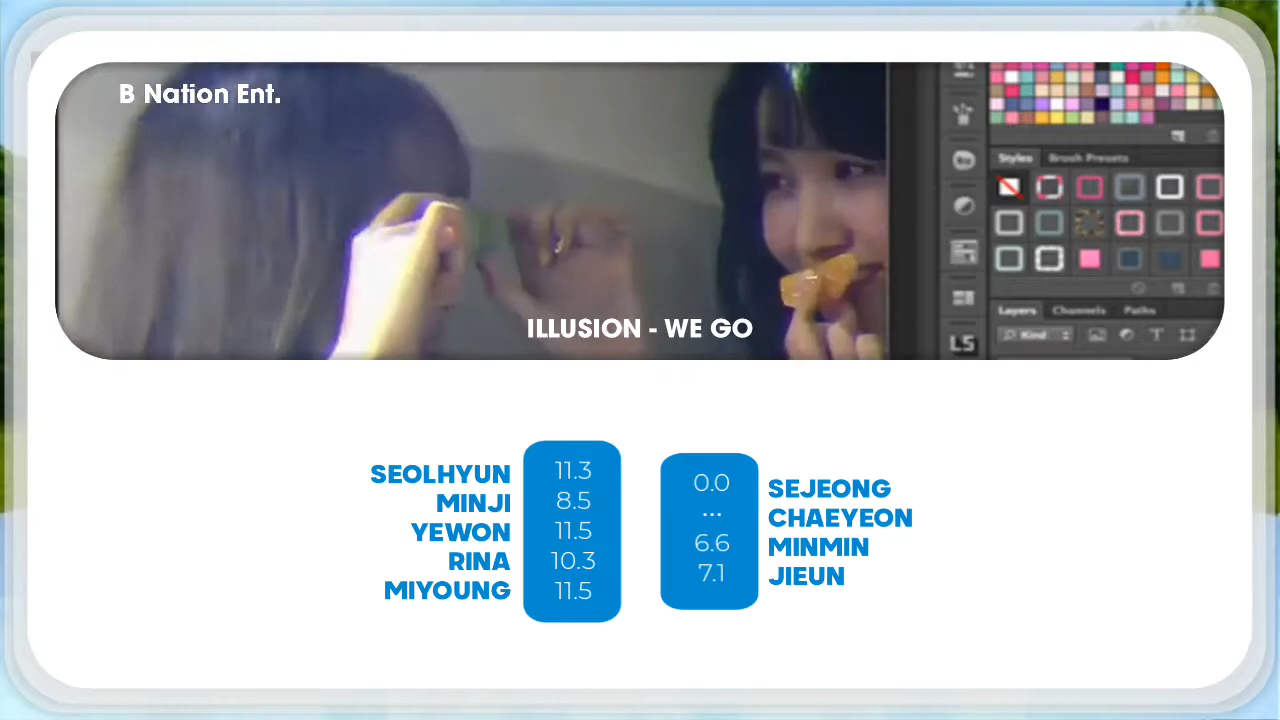 B Nation Ent.
Styles Brush Presets
ILLUSION - WE GO
Layers Channels Paths
Kind
LS
SEOLHYUN 11.3
MINJI 8.5
YEWON 11.5
RINA 10.3
MIYOUNG 11.5
0.0 SEJEONG
... CHAEYEON
6.6 MINMIN
7.1 JIEUN